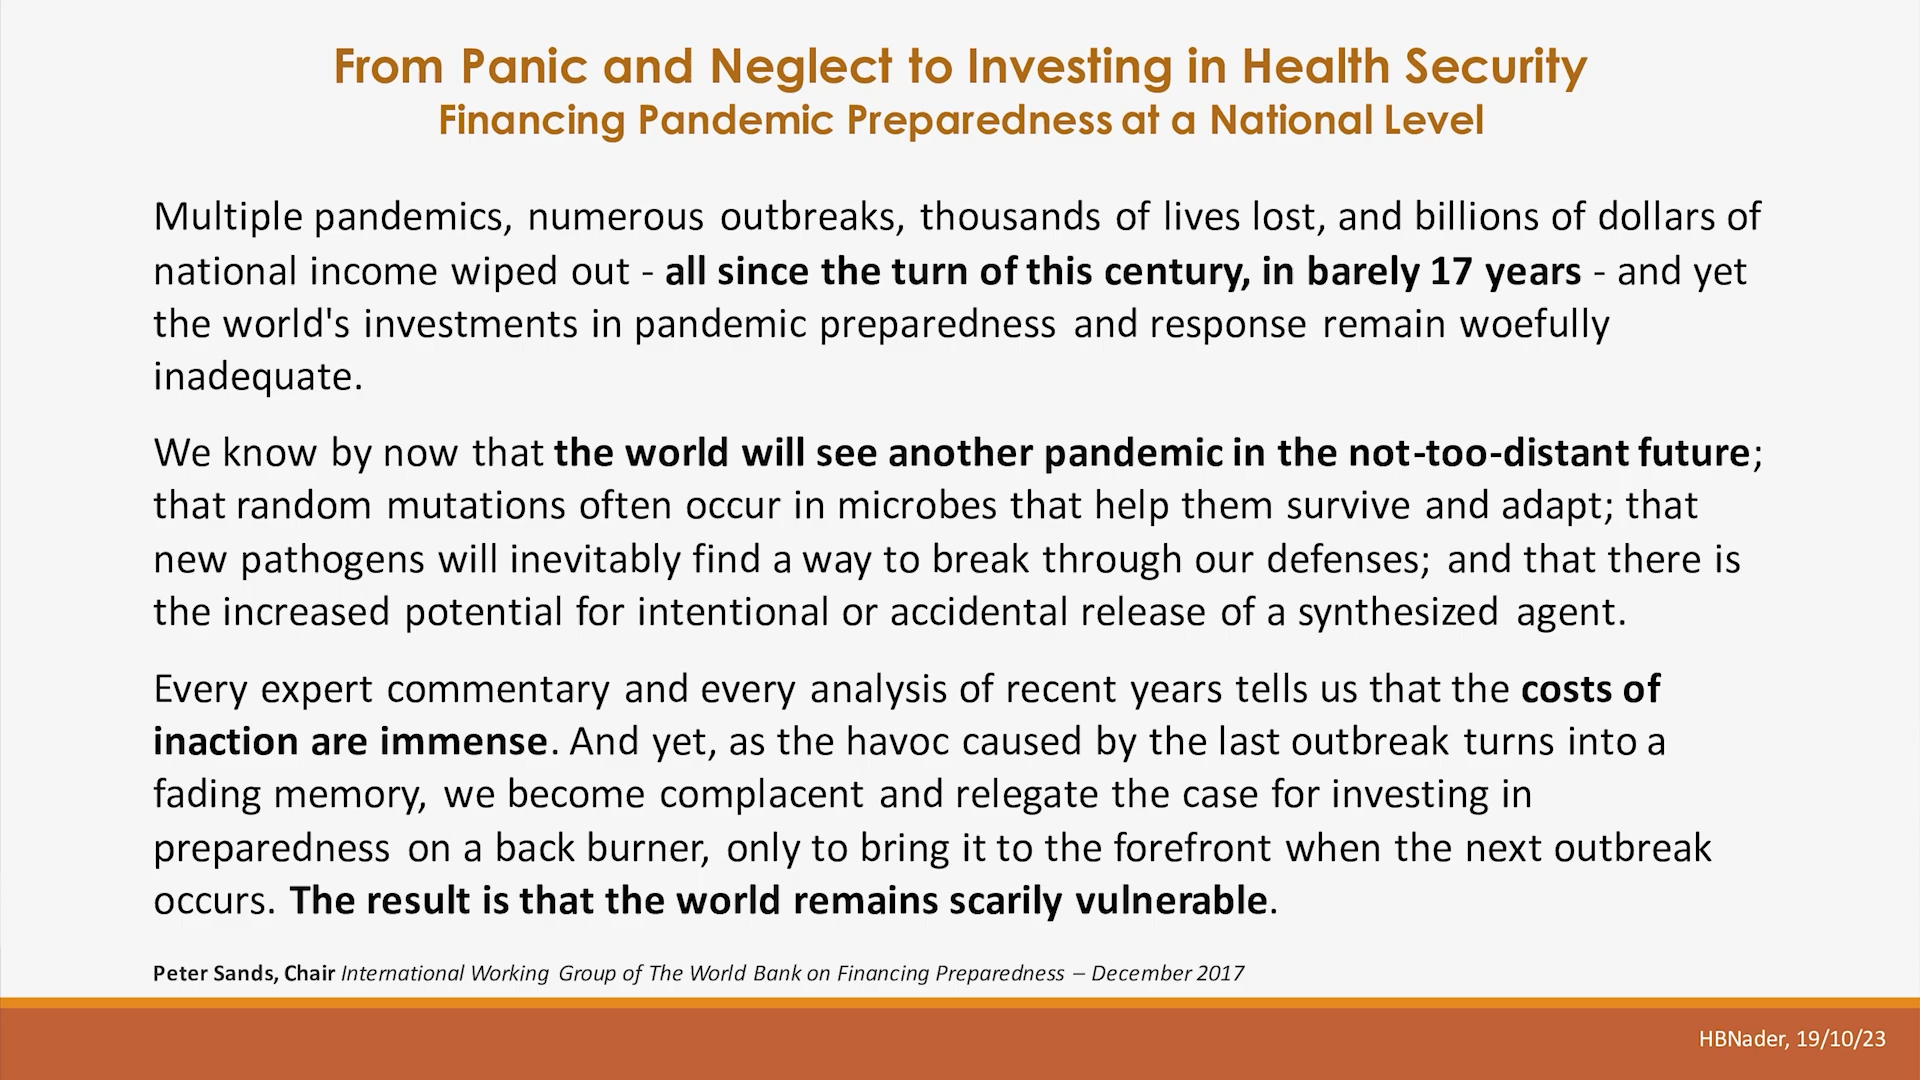 From Panic and Neglect to Investing in Health Security
Financing Pandemic Preparedness at a National Level
Multiple pandemics, numerous outbreaks, thousands of lives lost, and billions of dollars of
national income wiped out - all since the turn of this century, in barely 17 years - and yet
the world's investments in pandemic preparedness and response remain woefully
inadequate.
We know by now that the world will see another pandemic in the not-too-distant future;
that random mutations often occur in microbes that help them survive and adapt; that
new pathogens will inevitably find a way to break through our defenses; and that there is
the increased potential for intentional or accidental release of a synthesized agent.
Every expert commentary and every analysis of recent years tells us that the costs of
inaction are immense. And yet, as the havoc caused by the last outbreak turns into a
fading memory, we become complacent and relegate the case for investing in
preparedness on a back burner, only to bring it to the forefront when the next outbreak
occurs. The result is that the world remains scarily vulnerable.
Peter Sands, Chair International Working Group of The World Bank on Financing Preparedness – December 2017
HBNader, 19/10/23